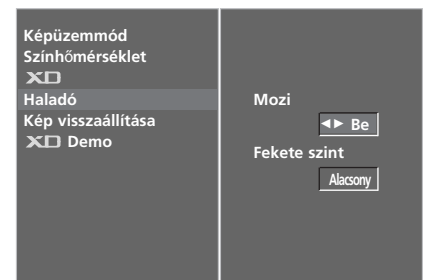 Képüzemmód
Színhőmérséklet
XD
Haladó
Kép visszaállítása
XD Demo
Mozi
◄► Be
Fekete szint
Alacsony